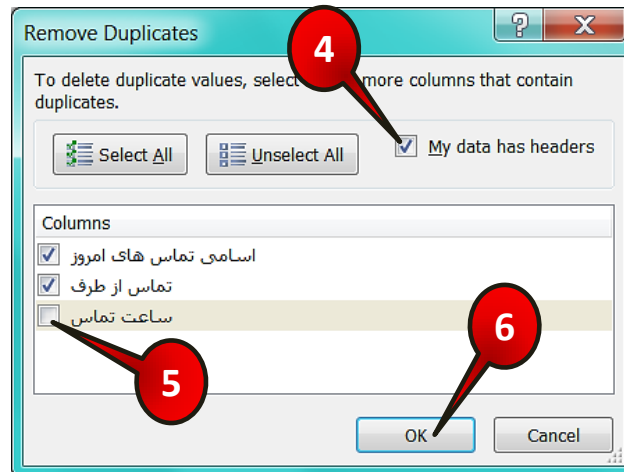 Remove Duplicates
4
To delete duplicate values, select more columns that contain
duplicates.
Select All
Unselect All
My data has headers
Columns
اسامی تماس های امروز
تماس از طرف
ساعت تماس
5
6
OK
Cancel